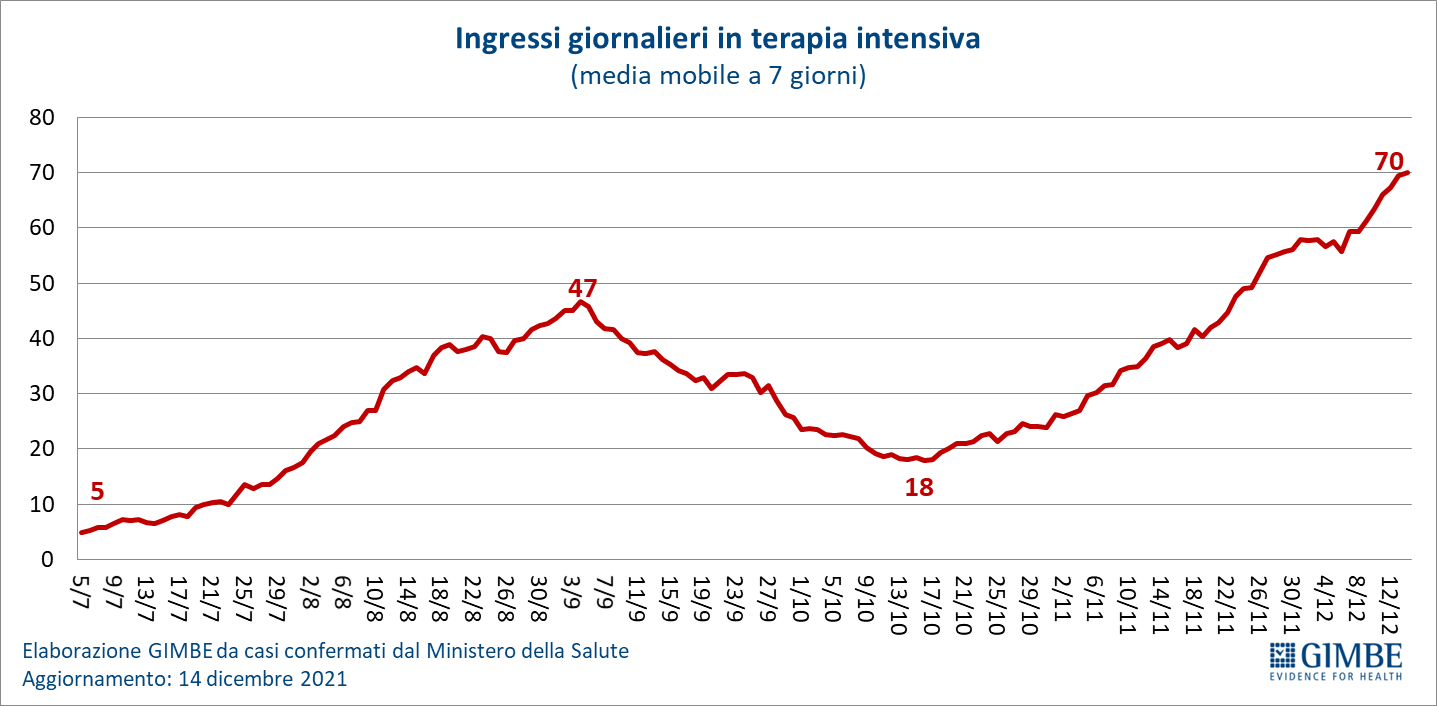 Ingressi giornalieri in terapia intensiva
(media mobile a 7 giorni)
80
70
60
50
40
30
20
10
0
5
47
18
70
5/7 9/7 13/7 17/7 21/7 25/7 29/7 2/8 6/8 10/8 14/8 18/8 22/8 26/8 30/8 3/9 7/9 11/9 15/9 19/9 23/9 27/9 1/10 5/10 9/10 13/10 17/10 21/10 25/10 29/10 2/11 6/11 10/11 14/11 18/11 22/11 26/11 30/11 4/12 8/12 12/12
Elaborazione GIMBE da casi confermati dal Ministero della Salute
Aggiornamento: 14 dicembre 2021
GIMBE
EVIDENCE FOR HEALTH